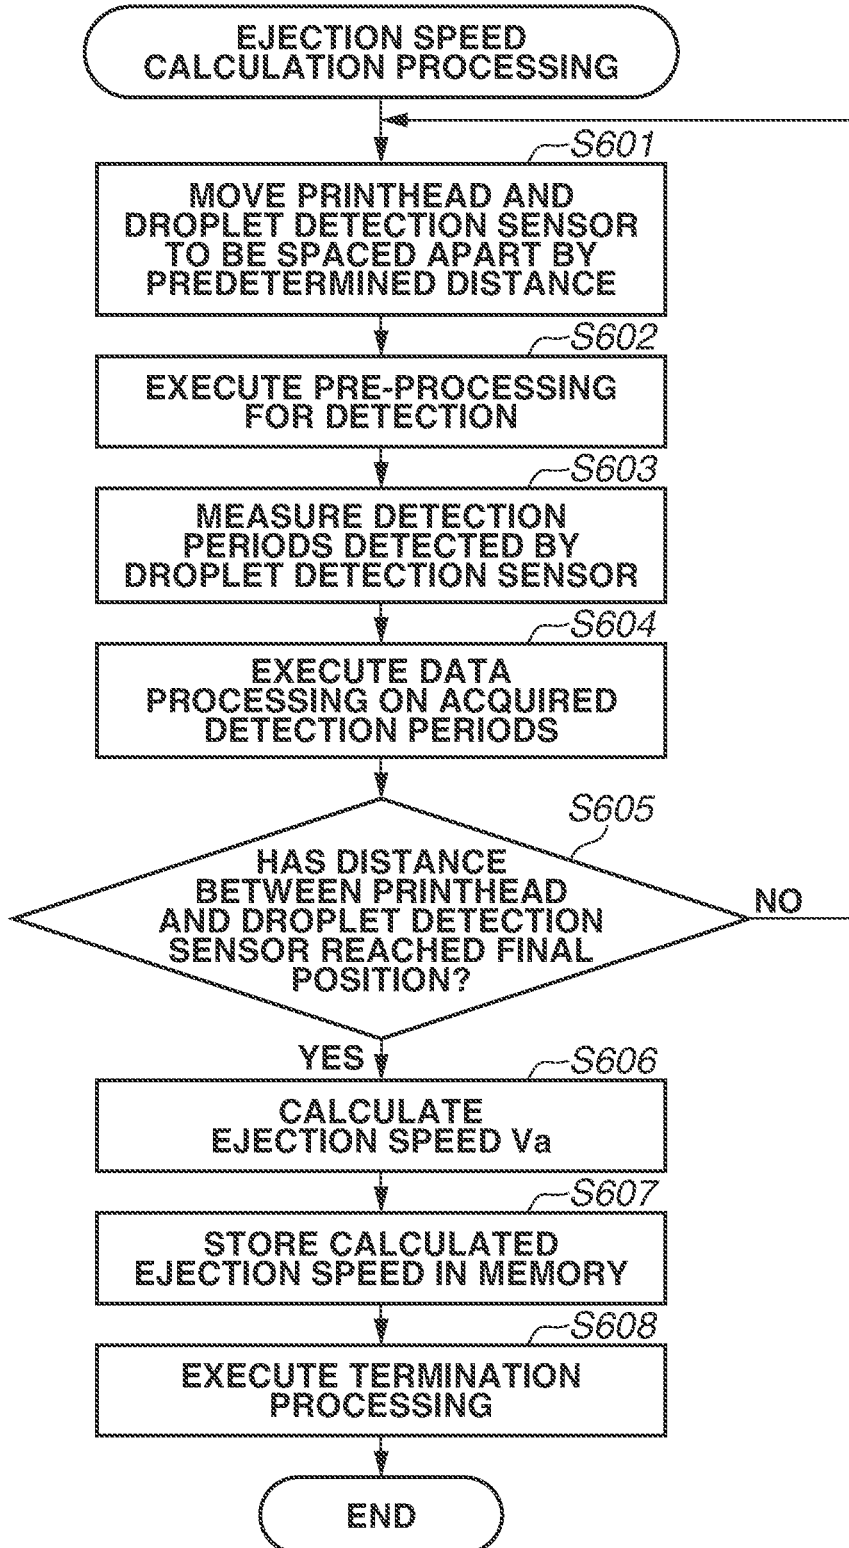 EJECTION SPEED
CALCULATION PROCESSING
S601
MOVE PRINTHEAD AND
DROPLET DETECTION SENSOR
TO BE SPACED APART BY
PREDETERMINED DISTANCE
S602
EXECUTE PRE-PROCESSING
FOR DETECTION
S603
MEASURE DETECTION
PERIODS DETECTED BY
DROPLET DETECTION SENSOR
S604
EXECUTE DATA
PROCESSING ON ACQUIRED
DETECTION PERIODS
S605
HAS DISTANCE
BETWEEN PRINTHEAD
AND DROPLET DETECTION
SENSOR REACHED FINAL
POSITION?
NO
YES
S606
CALCULATE
EJECTION SPEED Va
S607
STORE CALCULATED
EJECTION SPEED IN MEMORY
S608
EXECUTE TERMINATION
PROCESSING
END